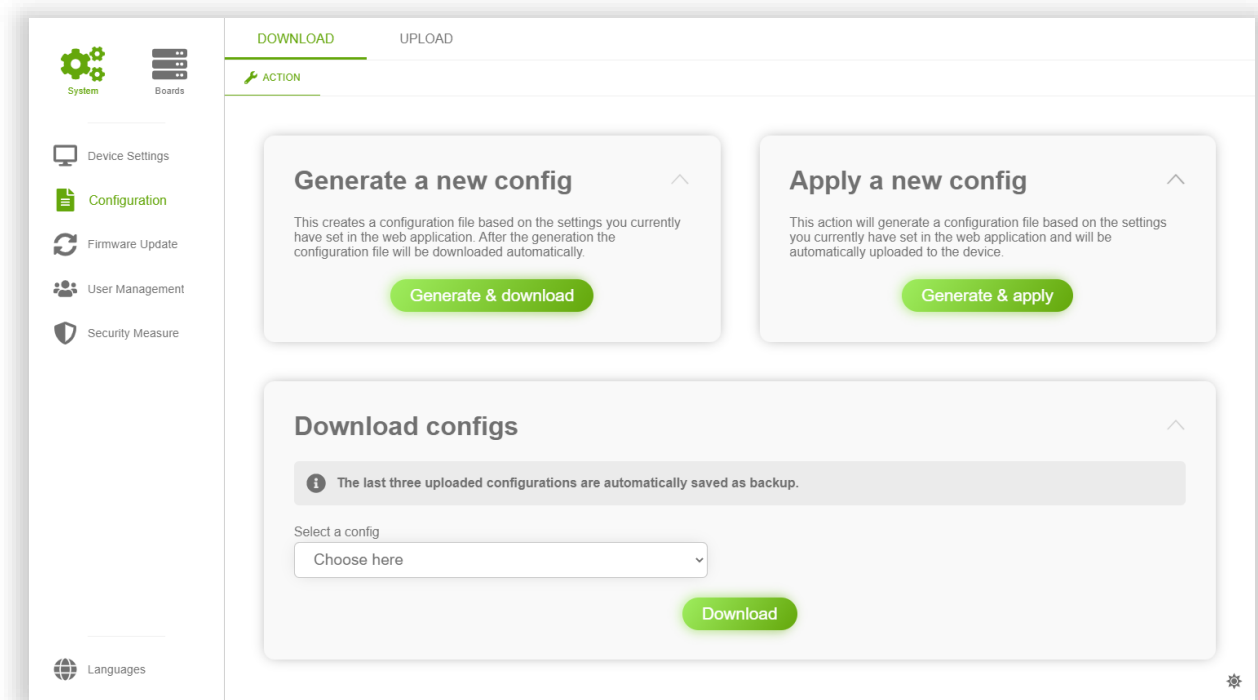 System
Boards
Device Settings
Configuration
Firmware Update
User Management
Security Measure
Languages
DOWNLOAD
UPLOAD
ACTION
Generate a new config
This creates a configuration file based on the settings you currently
have set in the web application. After the generation the
configuration file will be downloaded automatically.
Generate & download
Apply a new config
This action will generate a configuration file based on the settings
you currently have set in the web application and will be
automatically uploaded to the device.
Generate & apply
Download configs
The last three uploaded configurations are automatically saved as backup.
Select a config
Choose here
Download